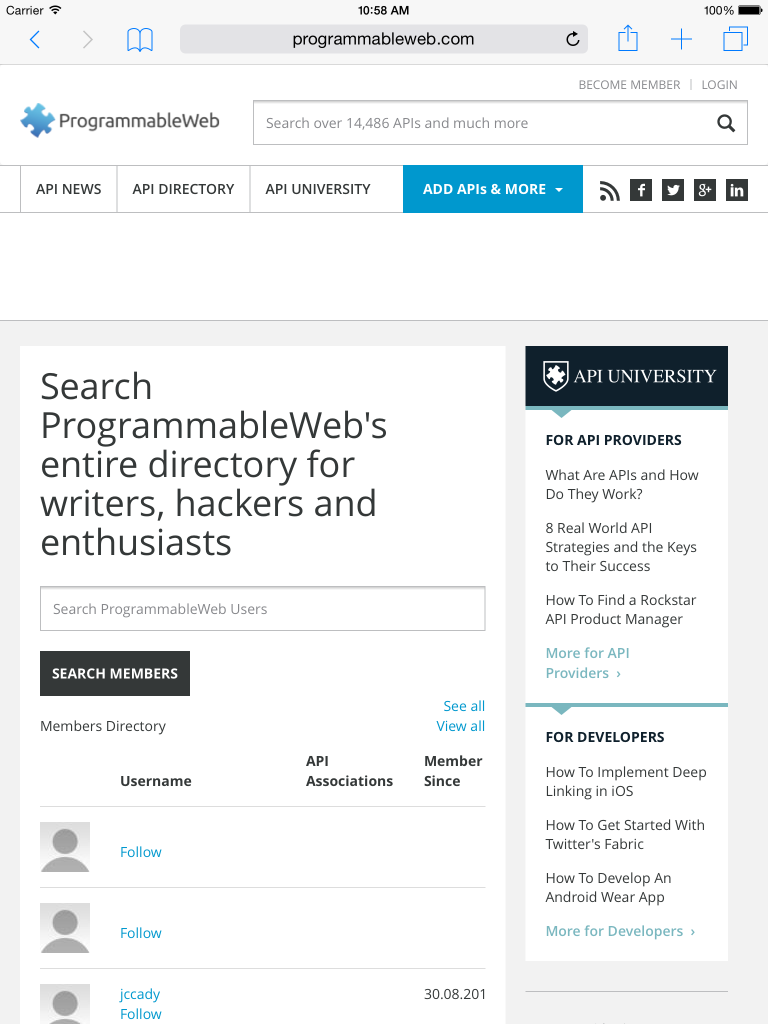 Carrier 10:58 AM 100%
programmableweb.com
BECOME MEMBER | LOGIN
ProgrammableWeb
Search over 14,486 APIs and much more
API NEWS
API DIRECTORY
API UNIVERSITY
ADD APIs & MORE
Search
ProgrammableWeb's
entire directory for
writers, hackers and
enthusiasts
Search ProgrammableWeb Users
SEARCH MEMBERS
See all
Members Directory
View all
Username
API
Associations
Member
Since
Follow
Follow
jccady
30.08.201
Follow
API UNIVERSITY
FOR API PROVIDERS
What Are APIs and How
Do They Work?
8 Real World API
Strategies and the Keys
to Their Success
How To Find a Rockstar
API Product Manager
More for API
Providers ›
FOR DEVELOPERS
How To Implement Deep
Linking in iOS
How To Get Started With
Twitter's Fabric
How To Develop An
Android Wear App
More for Developers ›